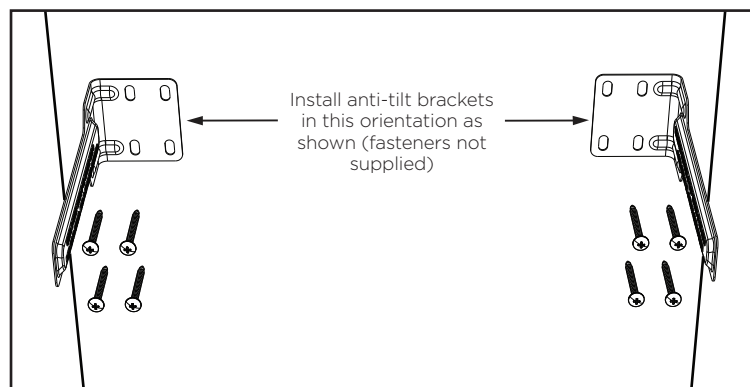 Install anti-tilt brackets
in this orientation as
shown (fasteners not
supplied)